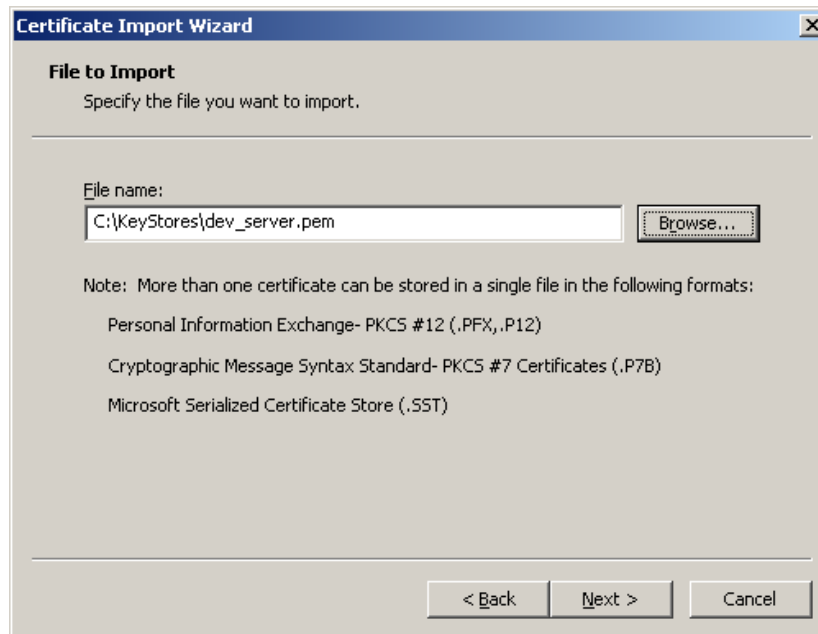 Certificate Import Wizard
File to Import
Specify the file you want to import.
File name:
C:\KeyStores\dev_server.pem
Browse...
Note:  More than one certificate can be stored in a single file in the following formats:
Personal Information Exchange- PKCS #12 (.PFX,.P12)
Cryptographic Message Syntax Standard- PKCS #7 Certificates (.P7B)
Microsoft Serialized Certificate Store (.SST)
< Back
Next >
Cancel